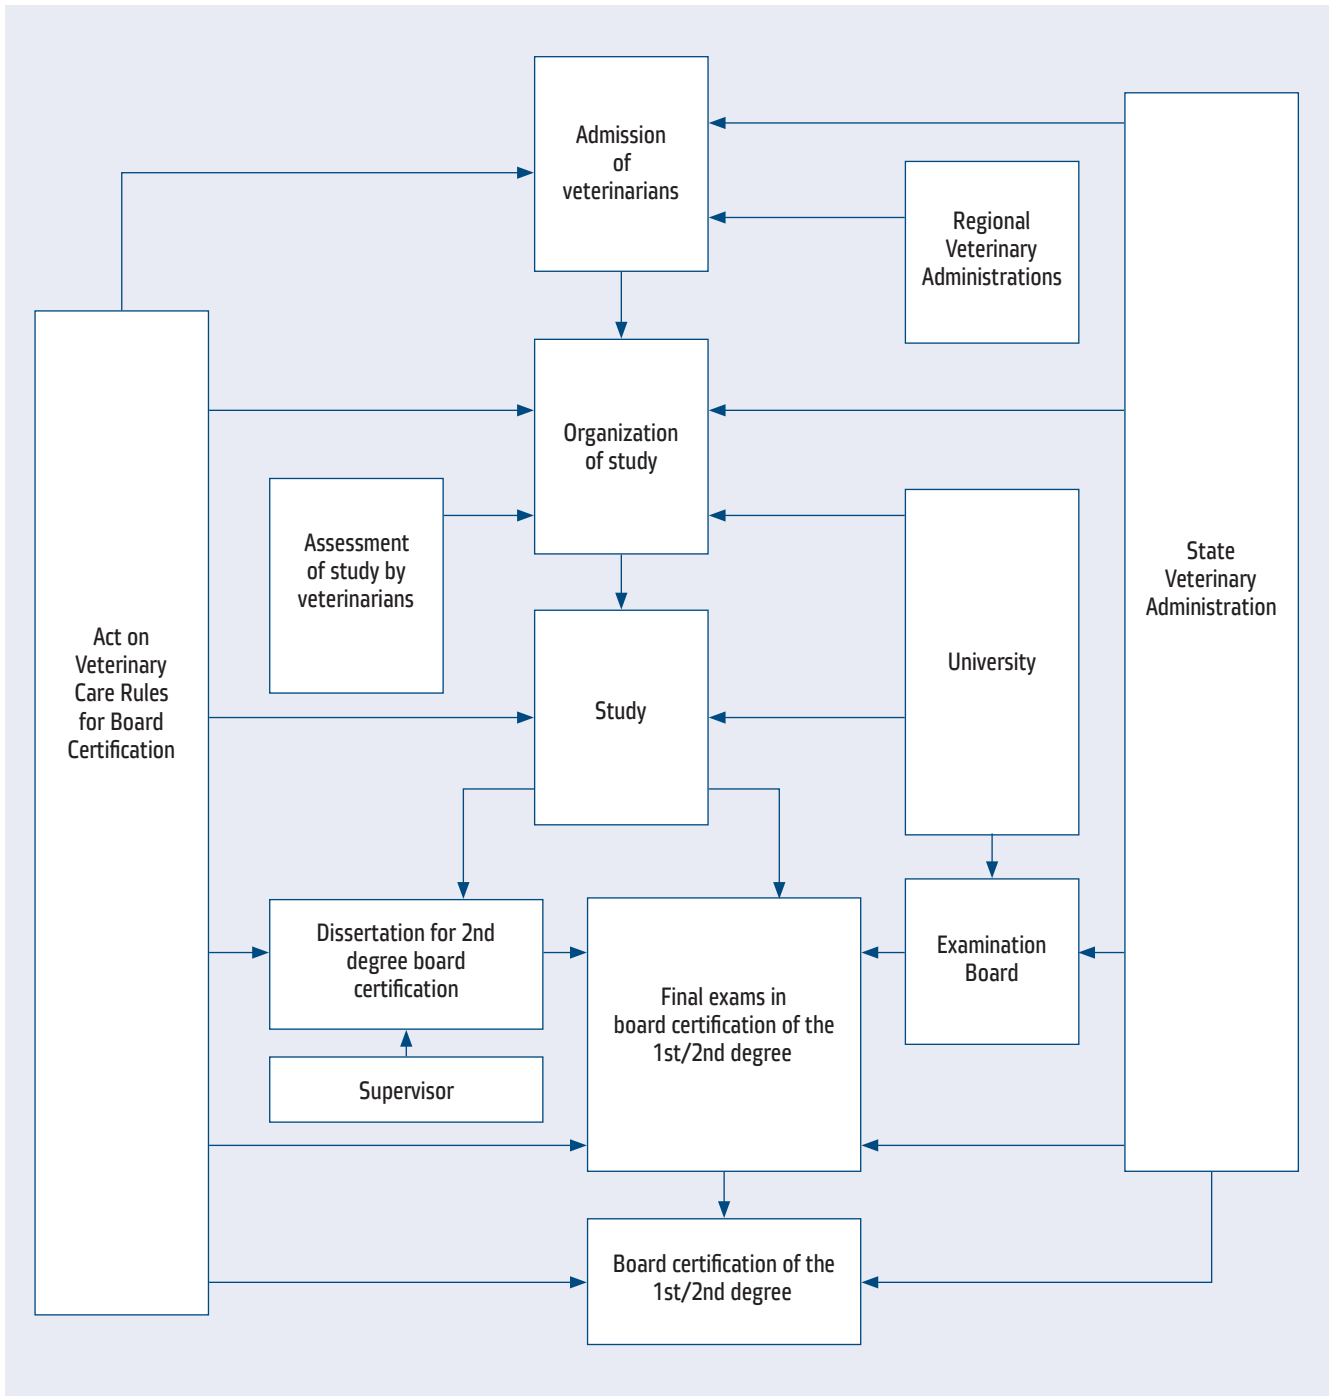 Admission
of
veterinarians
Regional
Veterinary
Administrations
Organization
of study
Assessment
of study by
veterinarians
State
Veterinary
Administration
Act on
Veterinary
Care Rules
for Board
Certification
University
Study
Dissertation for 2nd
degree board
certification
Examination
Board
Final exams in
board certification of the
1st/2nd degree
Supervisor
Board certification of the
1st/2nd degree